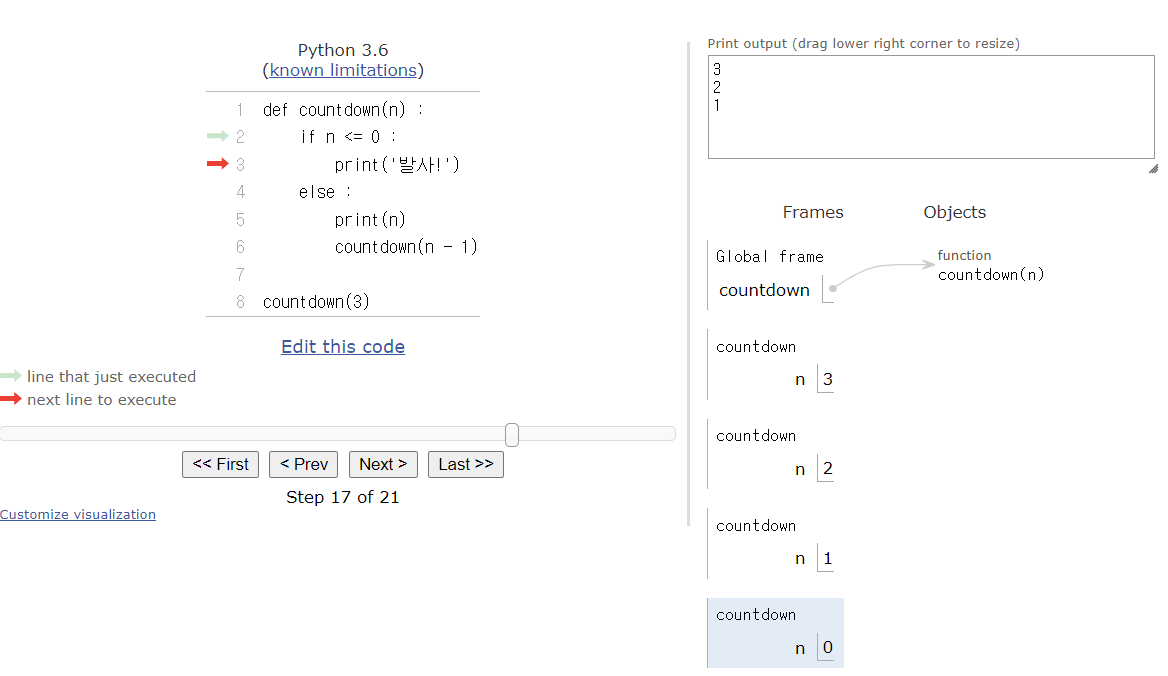 Python 3.6
(known limitations)
1 def countdown(n) :
2 if n <= 0 :
3 print('발사!')
4 else :
5 print(n)
6 countdown(n - 1)
7
8 countdown(3)
Edit this code
line that just executed
next line to execute
<< First < Prev Next > Last >>
Step 17 of 21
Customize visualization
Print output (drag lower right corner to resize)
3
2
1
Frames Objects
Global frame
countdown
function
countdown(n)
countdown
n 3
countdown
n 2
countdown
n 1
countdown
n 0